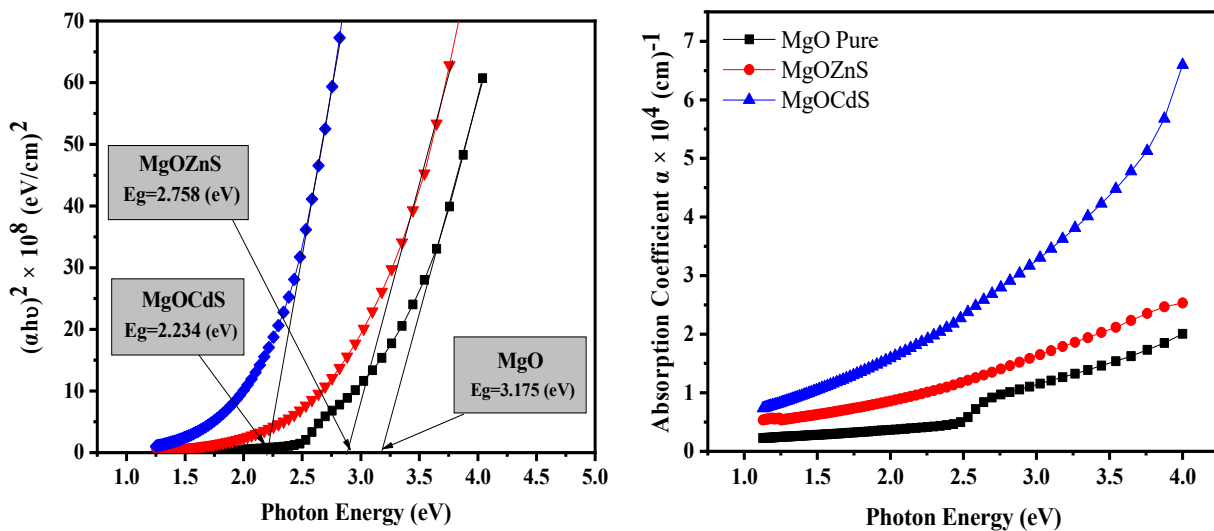 (αhυ)² × 10⁸ (eV/cm)²
70
60
50
40
30
20
10
0
MgOZnS
Eg=2.758 (eV)
MgOCdS
Eg=2.234 (eV)
MgO
Eg=3.175 (eV)
1.0 1.5 2.0 2.5 3.0 3.5 4.0 4.5 5.0
Photon Energy (eV)
Absorption Coefficient α × 10⁴ (cm)⁻¹
7
6
5
4
3
2
1
0
MgO Pure
MgOZnS
MgOCdS
1.0 1.5 2.0 2.5 3.0 3.5 4.0
Photon Energy (eV)